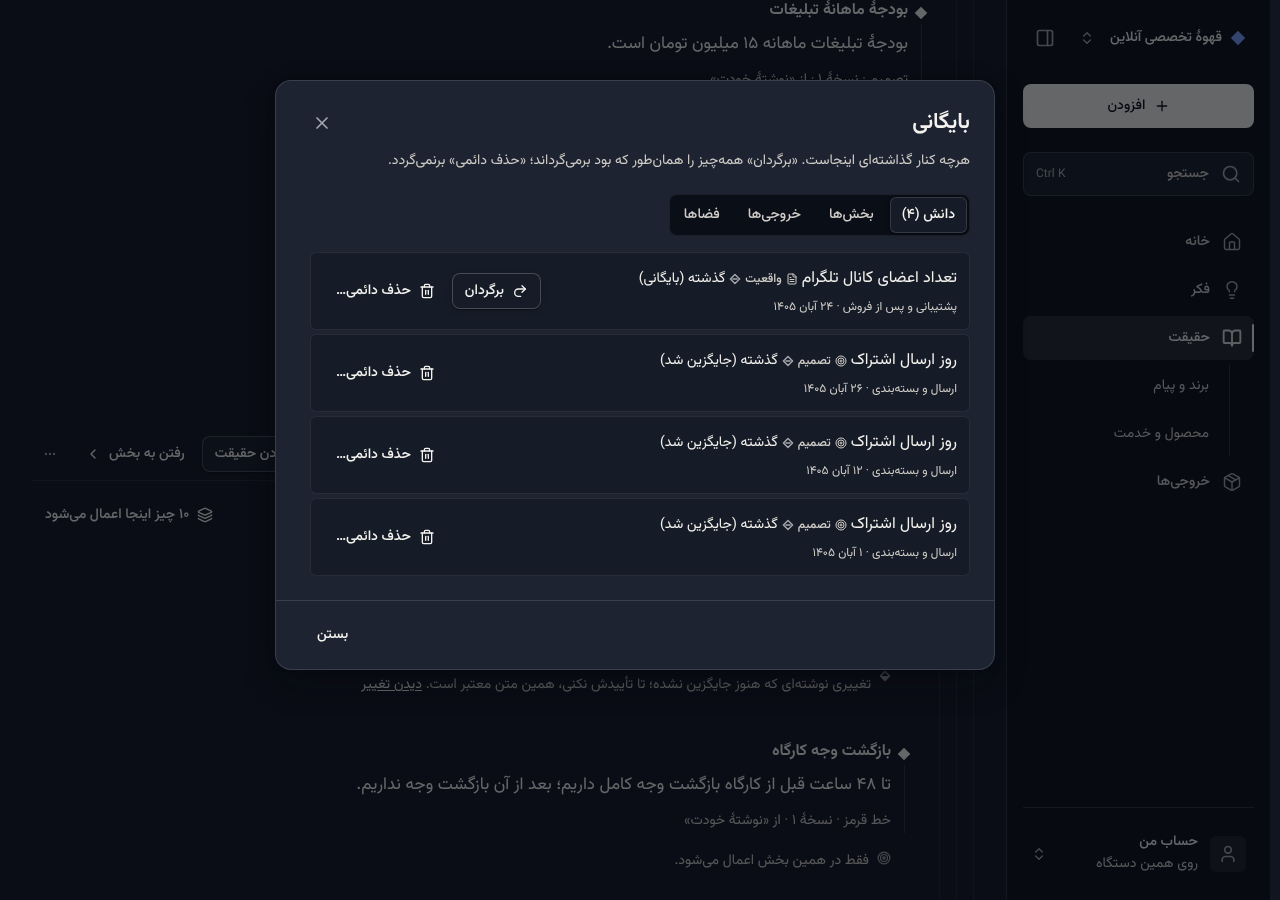 قهوهٔ تخصصی آنلاین
افزودن
جستجو
Ctrl K
خانه
فکر
حقیقت
برند و پیام
محصول و خدمت
خروجی‌ها
حساب من
روی همین دستگاه
بودجهٔ ماهانهٔ تبلیغات
بودجهٔ تبلیغات ماهانه ۱۵ میلیون تومان است.
تصمیم · نسخهٔ ۱ · از «نوشتهٔ خودت»
بایگانی
هرچه کنار گذاشته‌ای اینجاست. «برگردان» همه‌چیز را همان‌طور که بود برمی‌گرداند؛ «حذف دائمی» برنمی‌گردد.
دانش (۴) بخش‌ها خروجی‌ها فضاها
تعداد اعضای کانال تلگرام واقعیت گذشته (بایگانی)
پشتیبانی و پس از فروش · ۲۴ آبان ۱۴۰۵
برگردان
حذف دائمی…
روز ارسال اشتراک تصمیم گذشته (جایگزین شد)
ارسال و بسته‌بندی · ۲۶ آبان ۱۴۰۵
حذف دائمی…
روز ارسال اشتراک تصمیم گذشته (جایگزین شد)
ارسال و بسته‌بندی · ۱۲ آبان ۱۴۰۵
حذف دائمی…
روز ارسال اشتراک تصمیم گذشته (جایگزین شد)
ارسال و بسته‌بندی · ۱ آبان ۱۴۰۵
حذف دائمی…
بستن
حقیقت
رفتن به بخش
۱۰ چیز اینجا اعمال می‌شود
تغییری نوشته‌ای که هنوز جایگزین نشده؛ تا تأییدش نکنی، همین متن معتبر است. دیدن تغییر
بازگشت وجه کارگاه
تا ۴۸ ساعت قبل از کارگاه بازگشت وجه کامل داریم؛ بعد از آن بازگشت وجه نداریم.
خط قرمز · نسخهٔ ۱ · از «نوشتهٔ خودت»
فقط در همین بخش اعمال می‌شود.